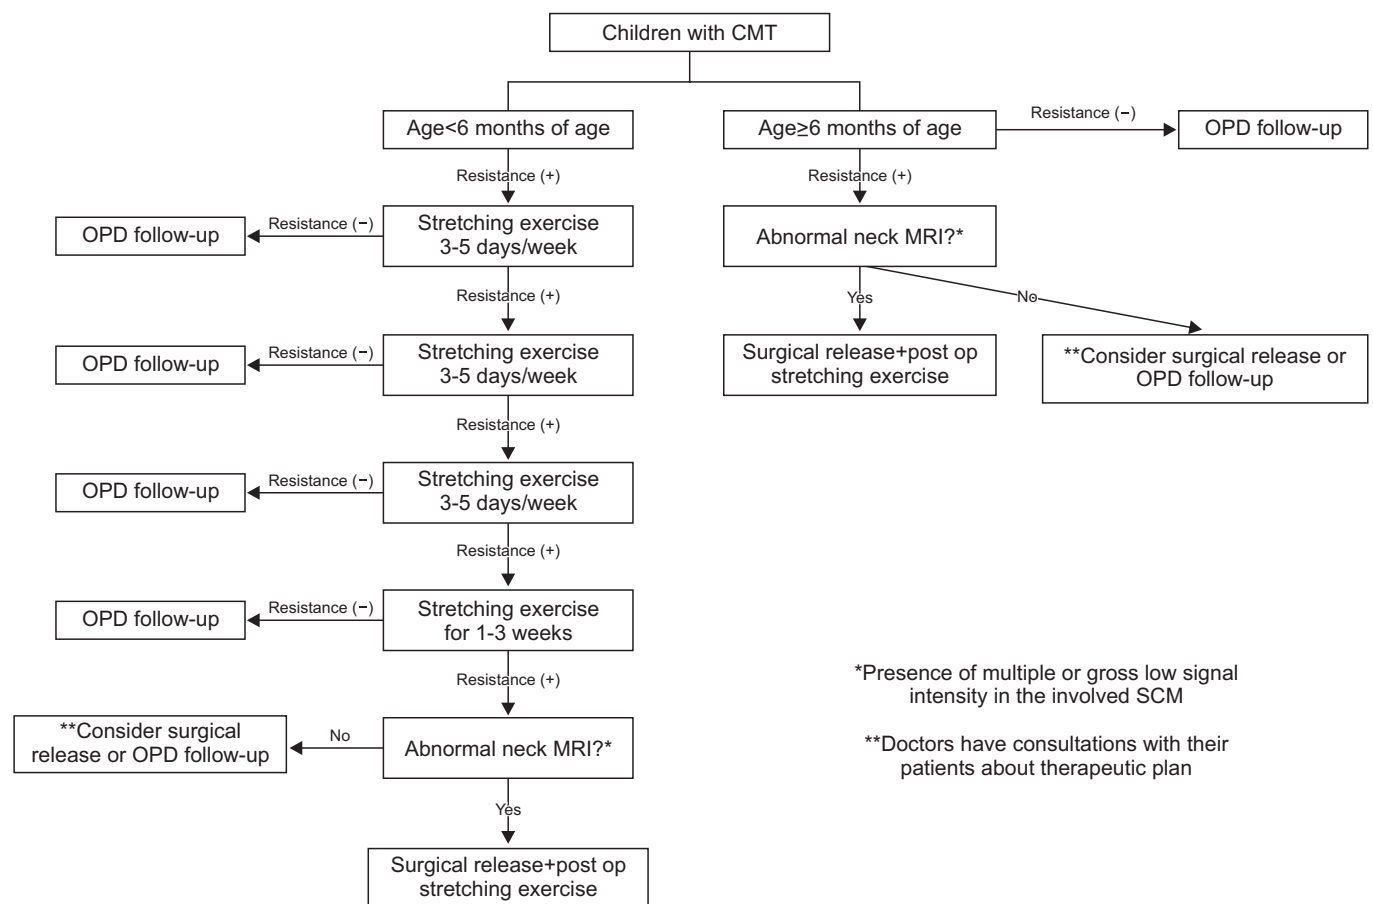 Children with CMT
Age<6 months of age
Age≥6 months of age
Resistance (−)
OPD follow-up
Resistance (+)
Resistance (+)
OPD follow-up
Resistance (−)
Stretching exercise
3-5 days/week
Abnormal neck MRI?*
Resistance (+)
Yes
No
OPD follow-up
Resistance (−)
Stretching exercise
3-5 days/week
Surgical release+post op
stretching exercise
**Consider surgical release or
OPD follow-up
Resistance (+)
OPD follow-up
Resistance (−)
Stretching exercise
3-5 days/week
Resistance (+)
OPD follow-up
Resistance (−)
Stretching exercise
for 1-3 weeks
Resistance (+)
*Presence of multiple or gross low signal
intensity in the involved SCM
**Consider surgical
release or OPD follow-up
No
Abnormal neck MRI?*
**Doctors have consultations with their
patients about therapeutic plan
Yes
Surgical release+post op
stretching exercise